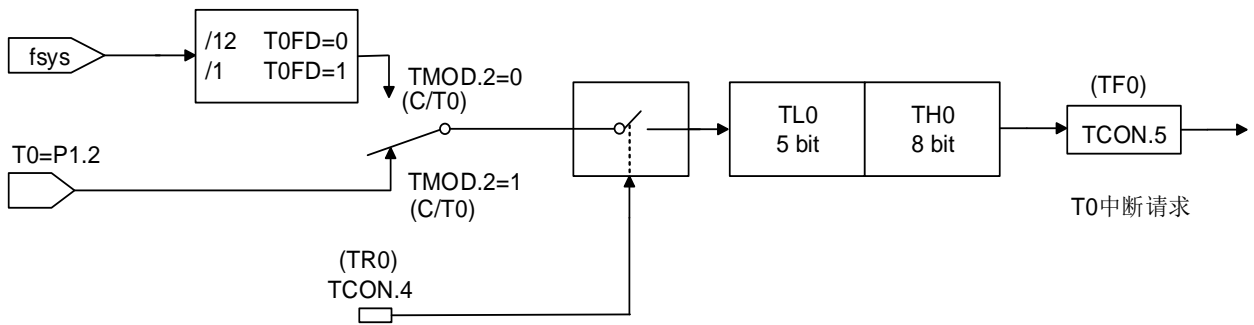 fsys
/12 T0FD=0
/1 T0FD=1
TMOD.2=0
(C/T0)
T0=P1.2
TMOD.2=1
(C/T0)
(TR0)
TCON.4
TL0
5 bit
TH0
8 bit
(TF0)
TCON.5
T0中断请求